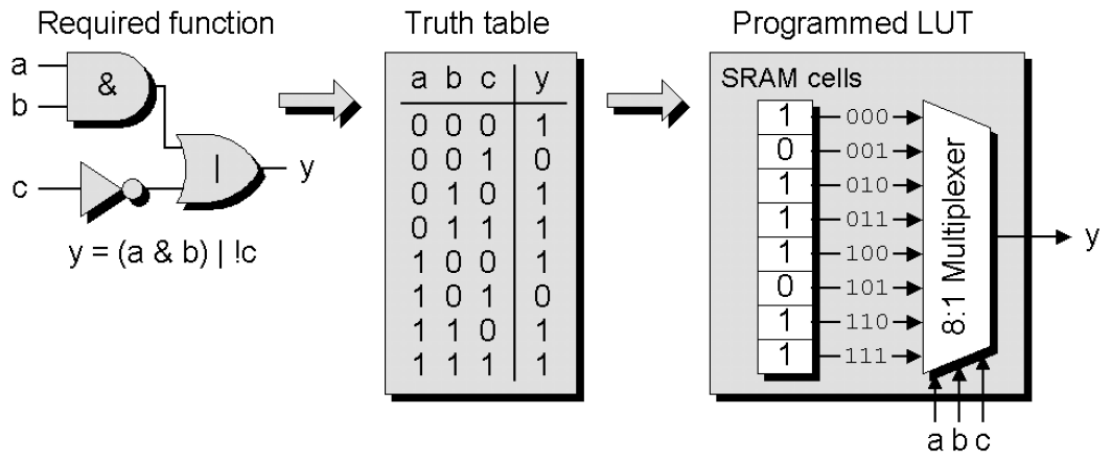 Required function
a
&
b
|
y
c
y = (a & b) | !c
Truth table
a b c y
0 0 0 1
0 0 1 0
0 1 0 1
0 1 1 1
1 0 0 1
1 0 1 0
1 1 0 1
1 1 1 1
Programmed LUT
SRAM cells
1 000
0 001
1 010
1 011
1 100
0 101
1 110
1 111
8:1 Multiplexer
y
a b c